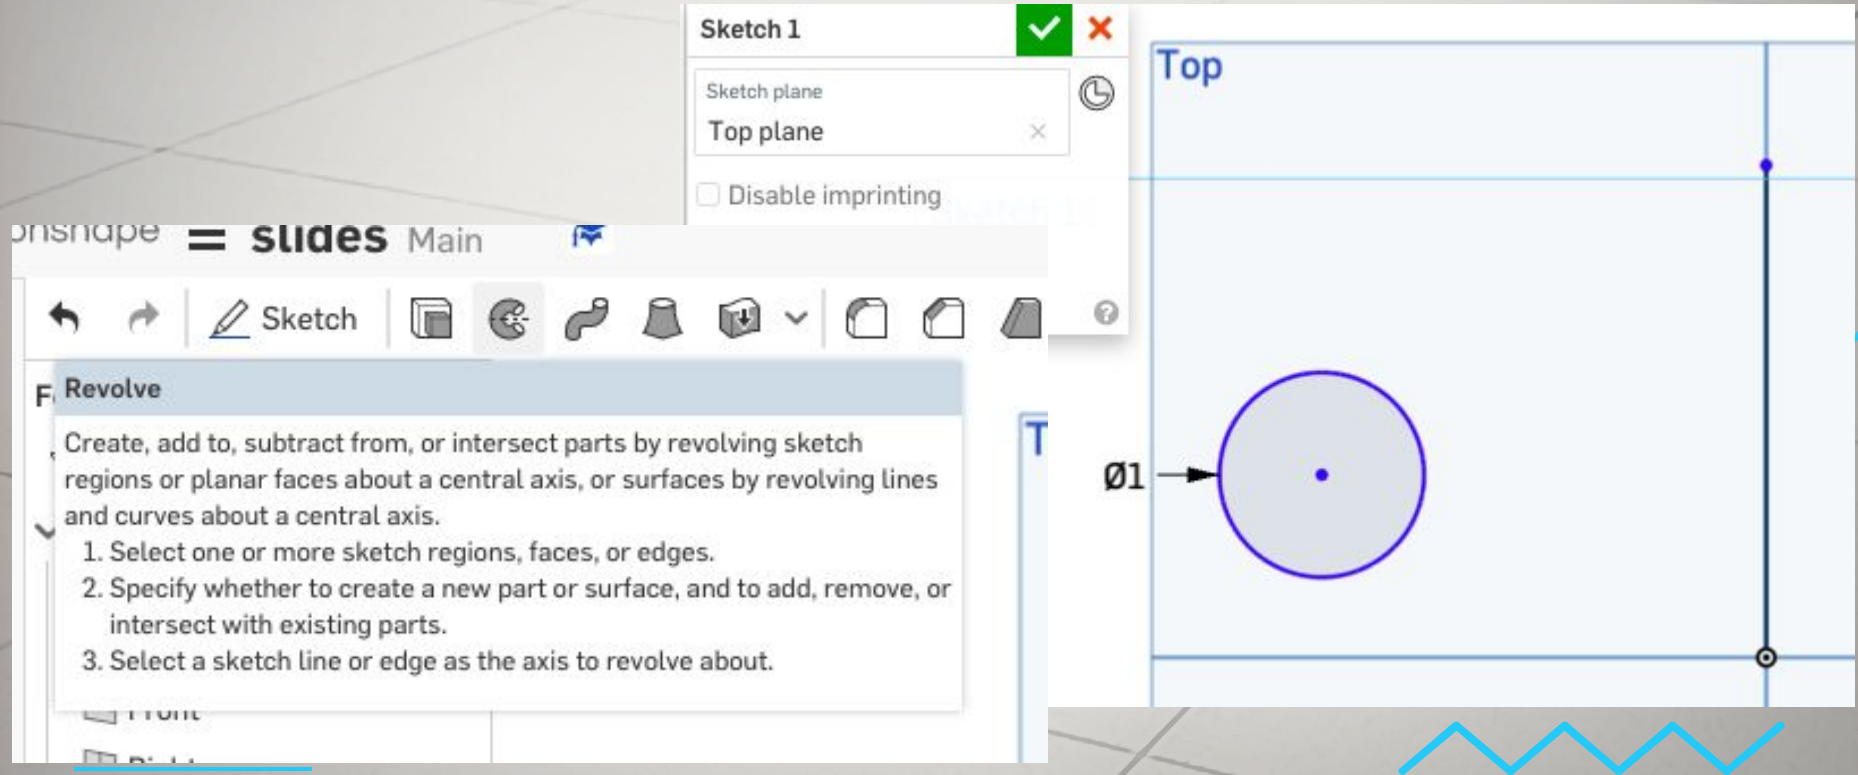 Sketch 1
Sketch plane
Top plane
Disable imprinting
Top
onshape slides Main
Sketch
Revolve
Create, add to, subtract from, or intersect parts by revolving sketch
regions or planar faces about a central axis, or surfaces by revolving lines
and curves about a central axis.
1. Select one or more sketch regions, faces, or edges.
2. Specify whether to create a new part or surface, and to add, remove, or
intersect with existing parts.
3. Select a sketch line or edge as the axis to revolve about.
Front
Ø1